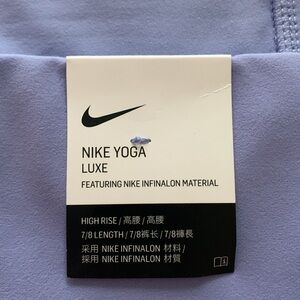 NIKE YOGA
LUXE
FEATURING NIKE INFINALON MATERIAL
HIGH RISE / 高腰 / 高腰
7/8 LENGTH / 7/8裤长 / 7/8褲長
采用 NIKE INFINALON 材料 /
採用 NIKE INFINALON 材質